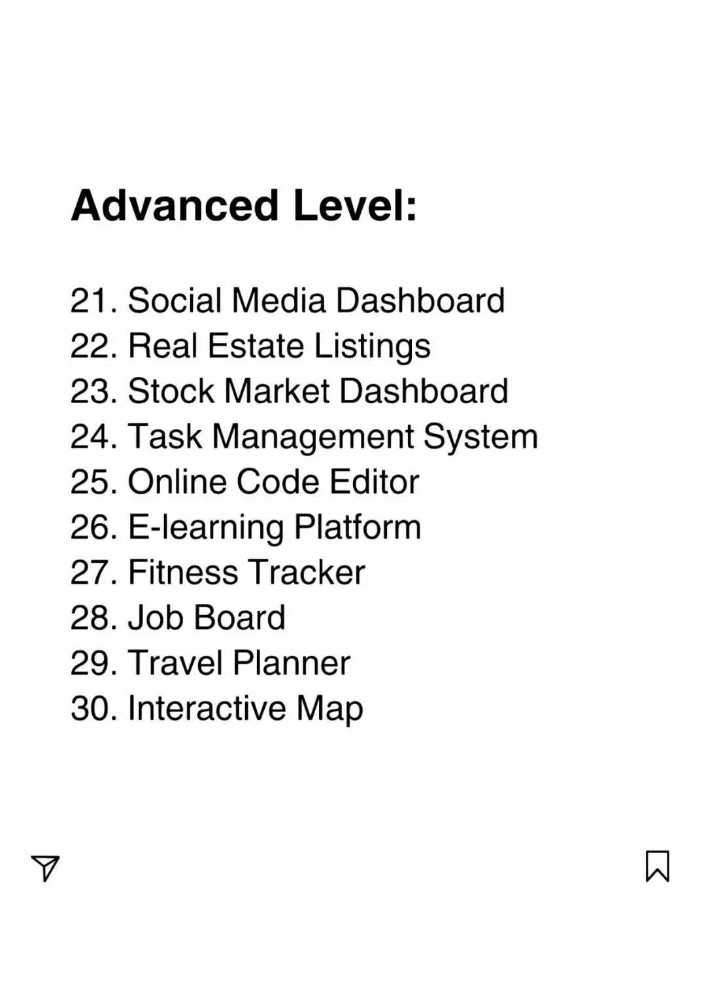 Advanced Level:
21. Social Media Dashboard
22. Real Estate Listings
23. Stock Market Dashboard
24. Task Management System
25. Online Code Editor
26. E-learning Platform
27. Fitness Tracker
28. Job Board
29. Travel Planner
30. Interactive Map